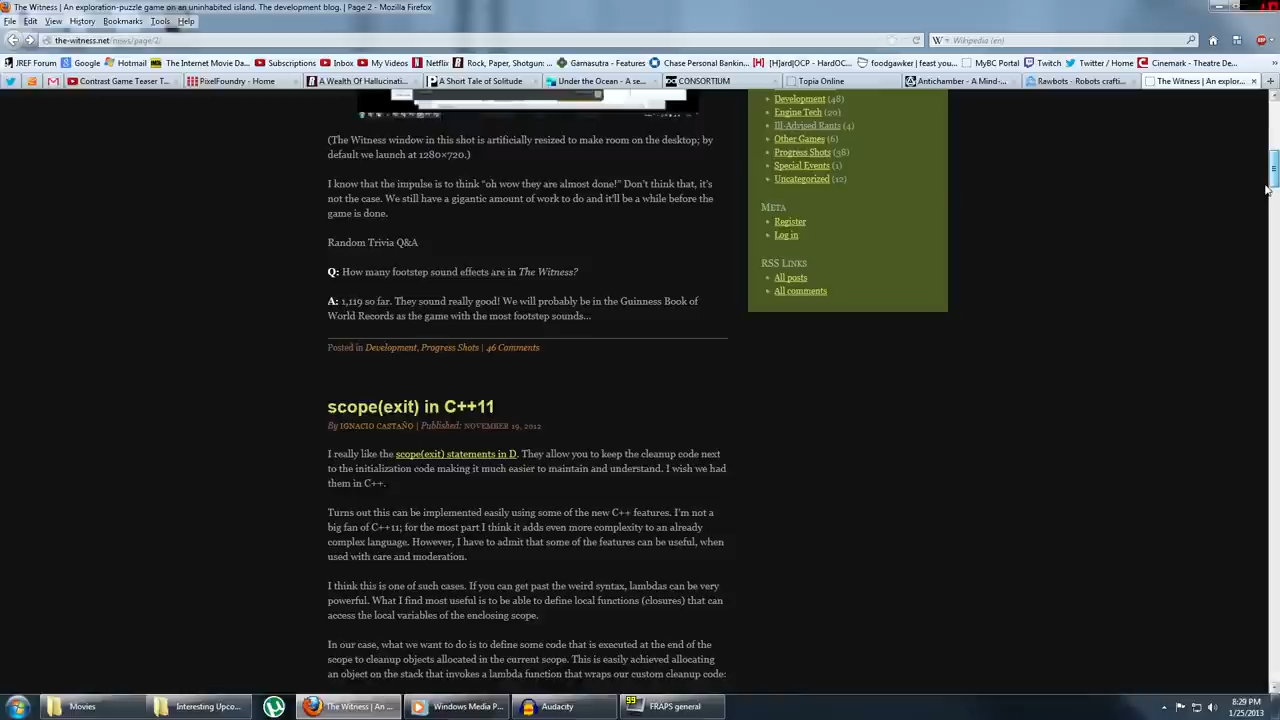 The Witness | An exploration-puzzle game on an uninhabited island. The development blog. | Page 2 - Mozilla Firefox
File Edit View History Bookmarks Tools Help
the-witness.net/news/page/2/
Wikipedia (en)
JREF Forum Google Hotmail The Internet Movie Da... Subscriptions Inbox My Videos Netflix Rock, Paper, Shotgun: ... Gamasutra - Features Chase Personal Bankin... [H]ard|OCP - HardOC... foodgawker | feast you... MyBC Portal Twitch Twitter / Home Cinemark - Theatre De...
Contrast Game Teaser T... PixelFoundry - Home A Wealth Of Hallucinati... A Short Tale of Solitude Under the Ocean - A se... CONSORTIUM Topia Online Antichamber - A Mind-... Rawbots - Robots crafti... The Witness | An explor...
Development (48)
Engine Tech (20)
Ill-Advised Rants (4)
Other Games (6)
Progress Shots (38)
Special Events (1)
Uncategorized (12)
Meta
Register
Log in
RSS Links
All posts
All comments
(The Witness window in this shot is artificially resized to make room on the desktop; by
default we launch at 1280×720.)
I know that the impulse is to think “oh wow they are almost done!” Don't think that, it's
not the case. We still have a gigantic amount of work to do and it'll be a while before the
game is done.
Random Trivia Q&A
Q: How many footstep sound effects are in The Witness?
A: 1,119 so far. They sound really good! We will probably be in the Guinness Book of
World Records as the game with the most footstep sounds...
Posted in Development, Progress Shots | 46 Comments
scope(exit) in C++11
By Ignacio Castaño | Published: November 19, 2012
I really like the scope(exit) statements in D. They allow you to keep the cleanup code next
to the initialization code making it much easier to maintain and understand. I wish we had
them in C++.
Turns out this can be implemented easily using some of the new C++ features. I'm not a
big fan of C++11; for the most part I think it adds even more complexity to an already
complex language. However, I have to admit that some of the features can be useful, when
used with care and moderation.
I think this is one of such cases. If you can get past the weird syntax, lambdas can be very
powerful. What I find most useful is to be able to define local functions (closures) that can
access the local variables of the enclosing scope.
In our case, what we want to do is to define some code that is executed at the end of the
scope to cleanup objects allocated in the current scope. This is easily achieved allocating
an object on the stack that invokes a lambda function that wraps our custom cleanup code:
Movies Interesting Upco... The Witness | An ... Windows Media P... Audacity 99 FRAPS general
8:29 PM
1/25/2013